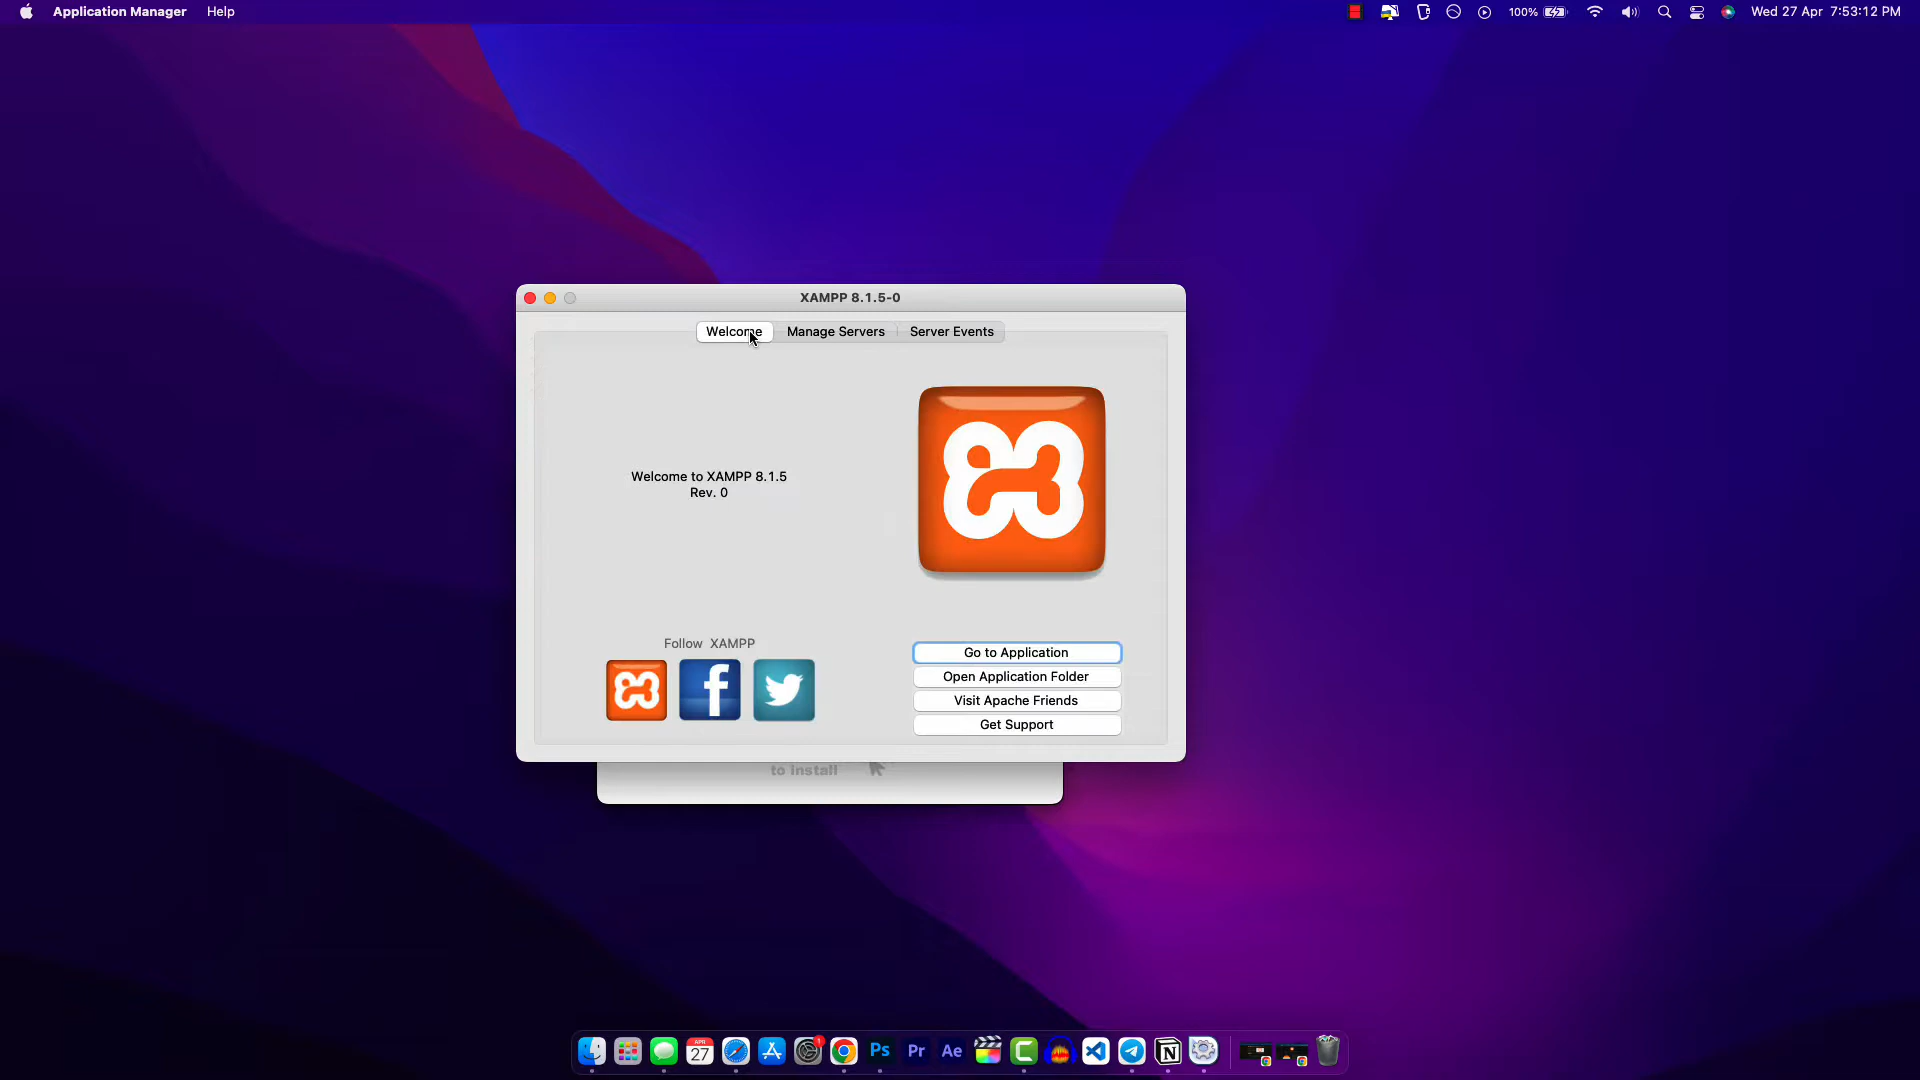 Application Manager Help
100% Wed 27 Apr 7:53:12 PM
XAMPP 8.1.5-0
Welcome Manage Servers Server Events
Welcome to XAMPP 8.1.5
Rev. 0
Follow XAMPP
Go to Application
Open Application Folder
Visit Apache Friends
Get Support
to install
APR
27
1
Ps
Pr
Ae